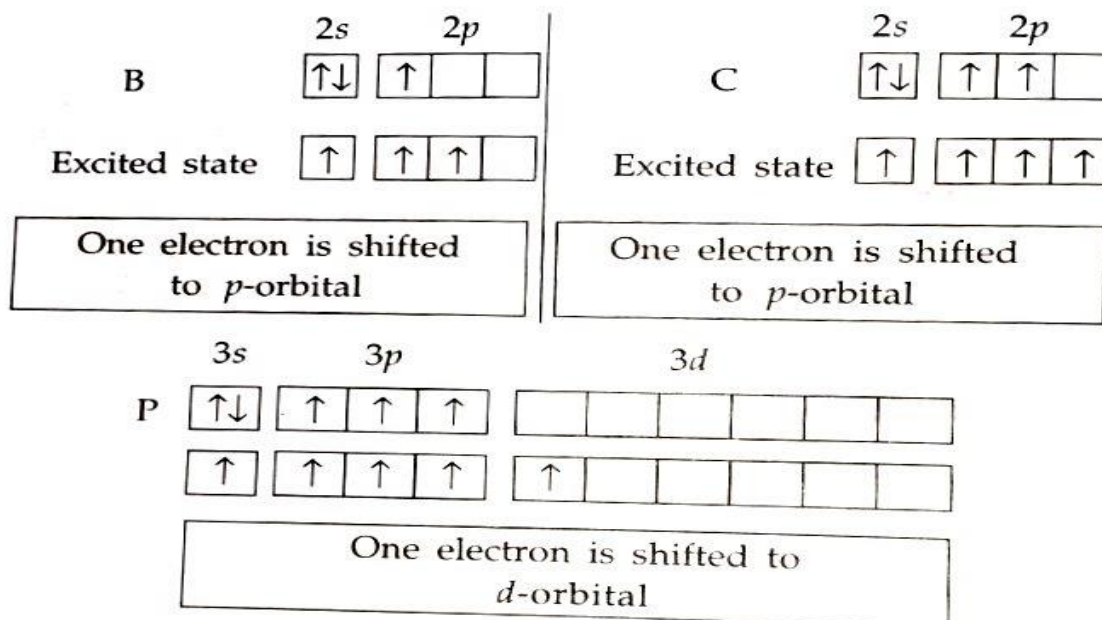 2s 2p
B ↑↓ ↑
Excited state ↑ ↑ ↑
One electron is shifted
to p-orbital
2s 2p
C ↑↓ ↑ ↑
Excited state ↑ ↑ ↑ ↑
One electron is shifted
to p-orbital
3s 3p 3d
P ↑↓ ↑ ↑ ↑
↑ ↑ ↑ ↑ ↑
One electron is shifted to
d-orbital